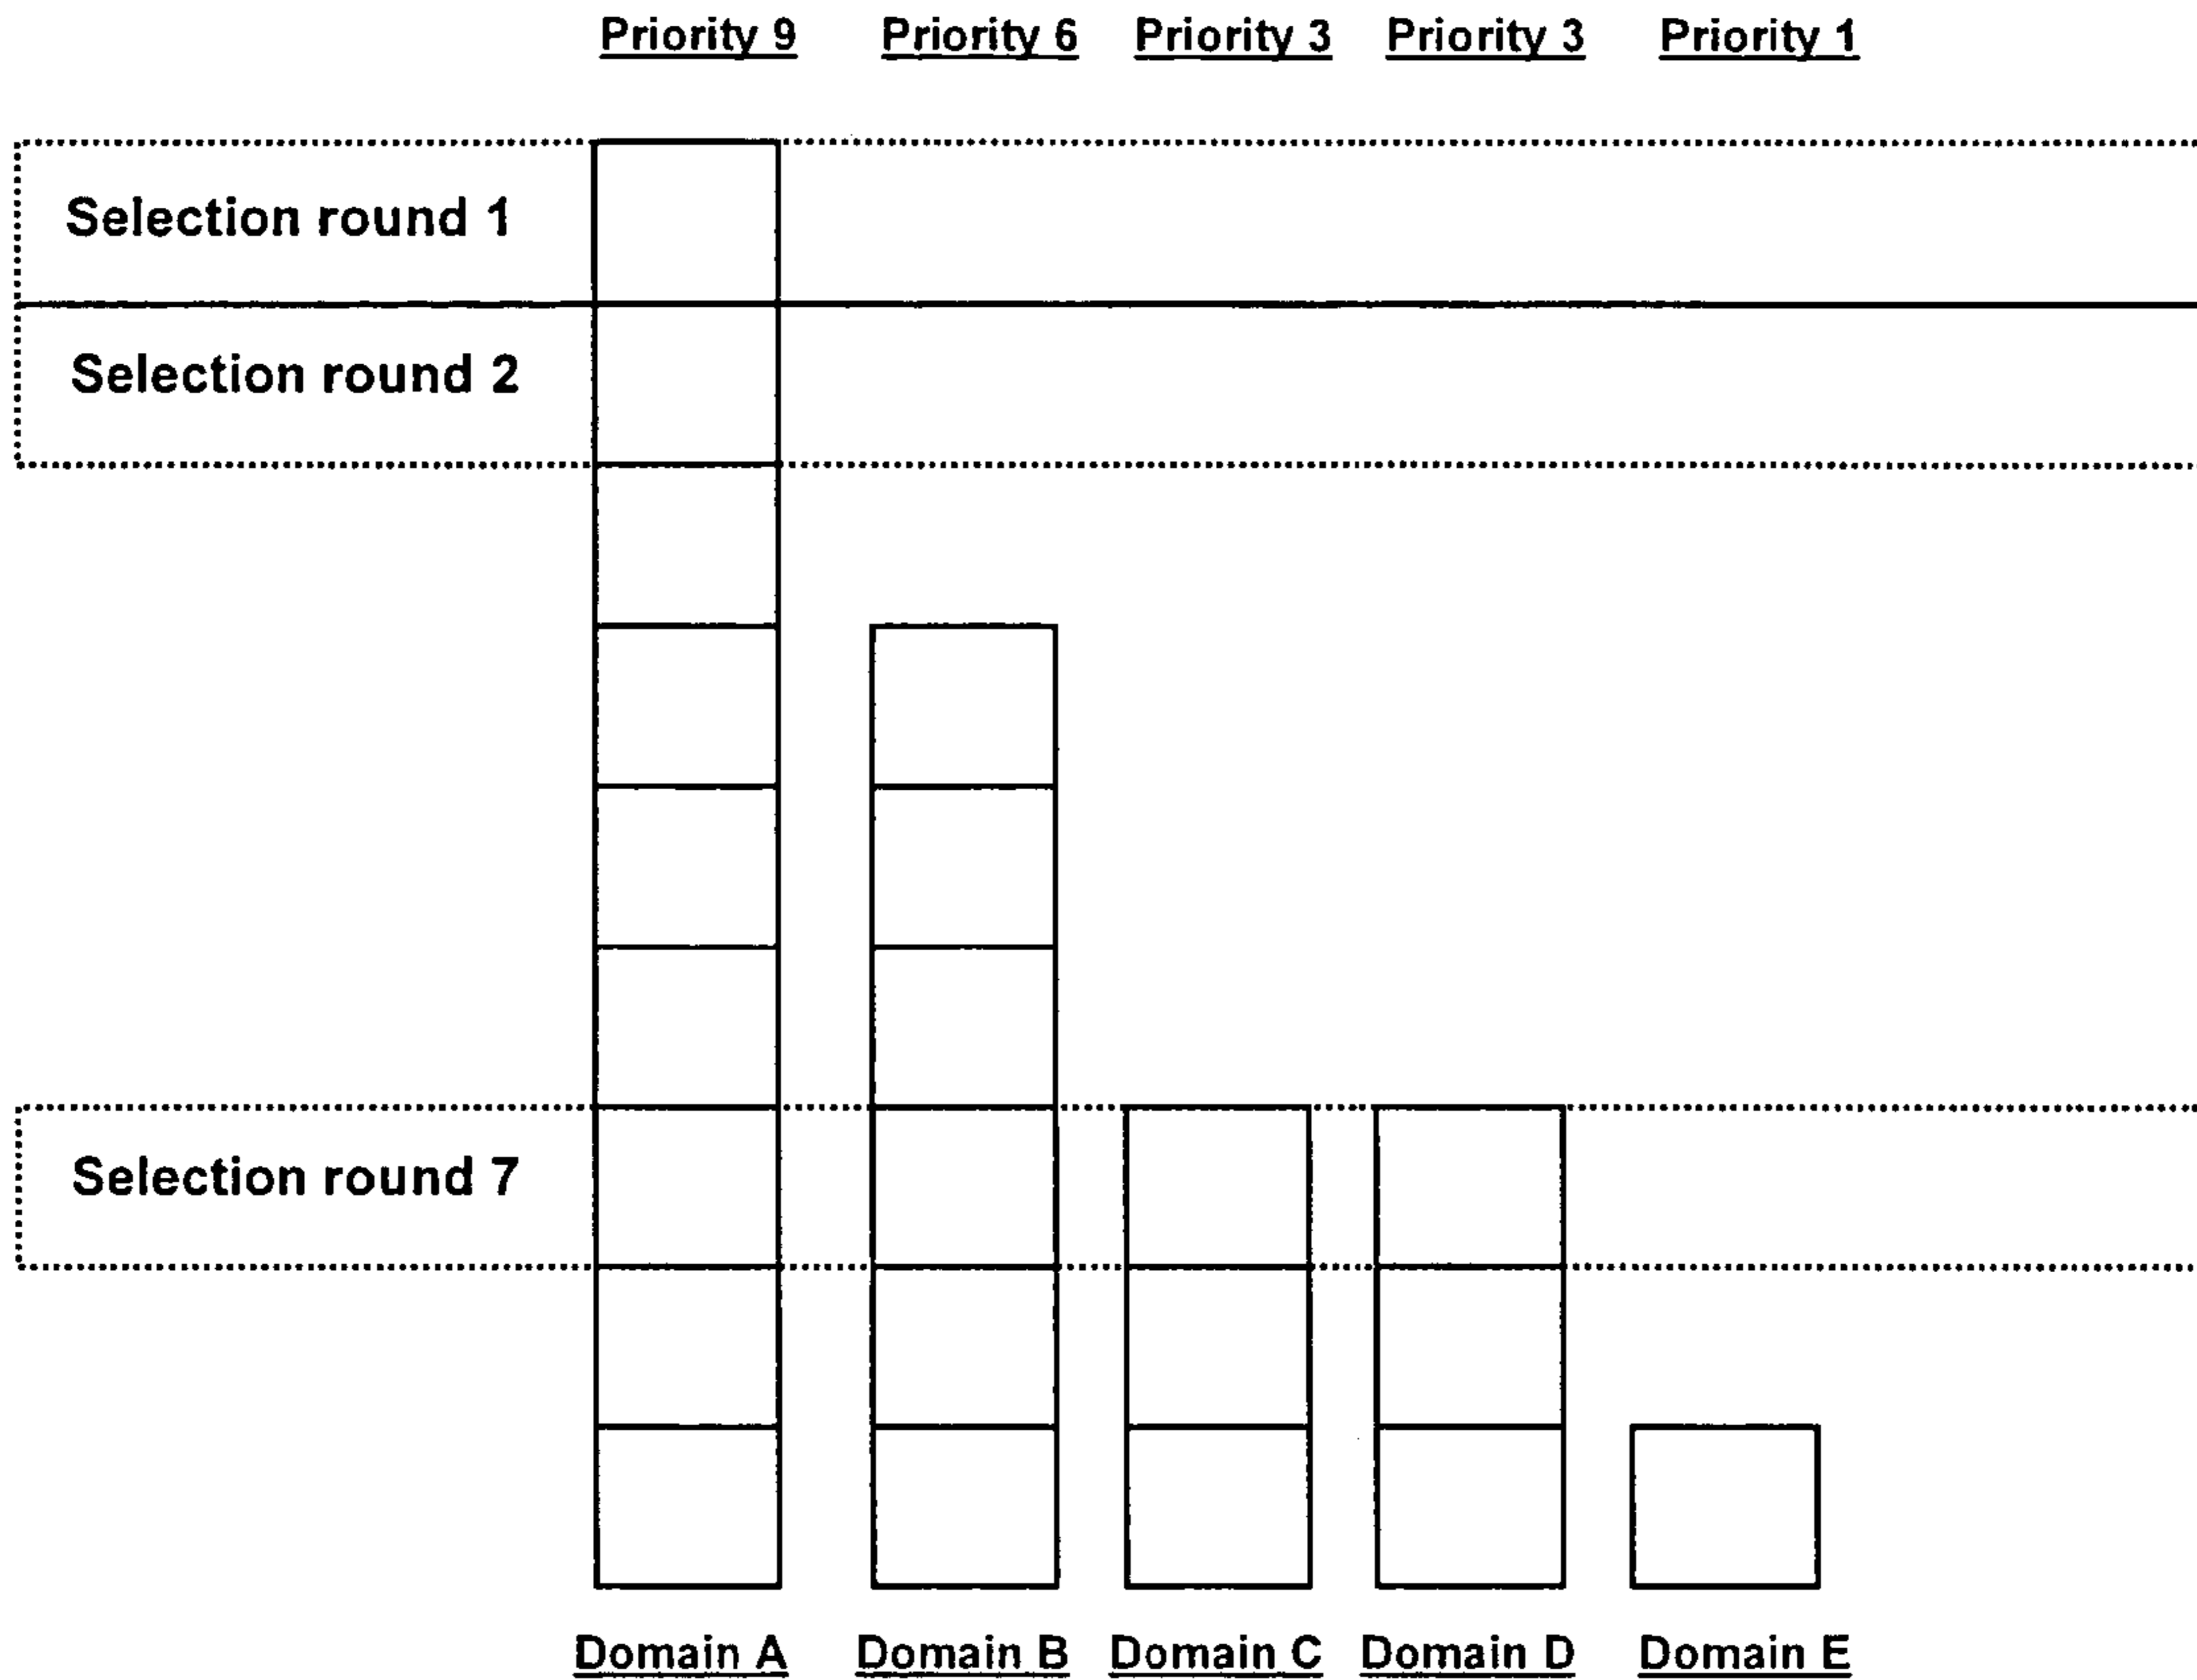 Priority 9 Priority 6 Priority 3 Priority 3 Priority 1
Selection round 1
Selection round 2
Selection round 7
Domain A Domain B Domain C Domain D Domain E